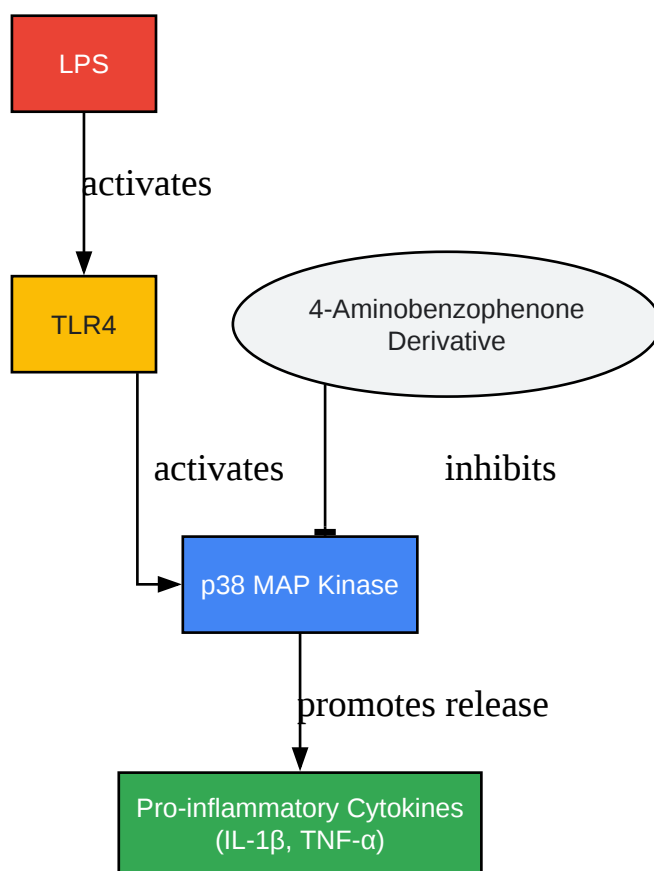 LPS
activates
TLR4
4-Aminobenzophenone
Derivative
activates
inhibits
p38 MAP Kinase
promotes release
Pro-inflammatory Cytokines
(IL-1β, TNF-α)